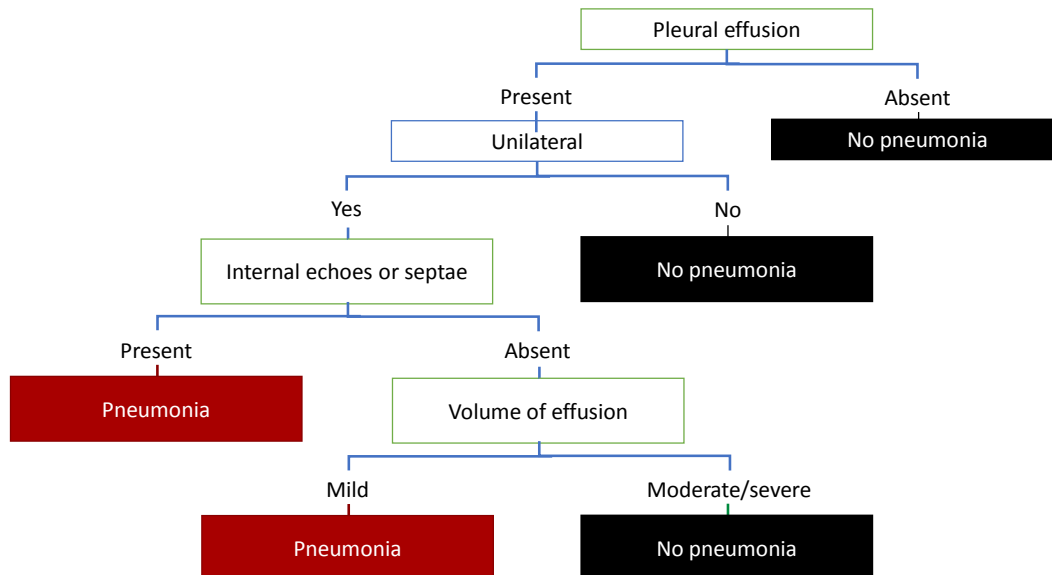 Pleural effusion
Present
Absent
Unilateral
No pneumonia
Yes
No
Internal echoes or septae
No pneumonia
Present
Absent
Pneumonia
Volume of effusion
Mild
Moderate/severe
Pneumonia
No pneumonia